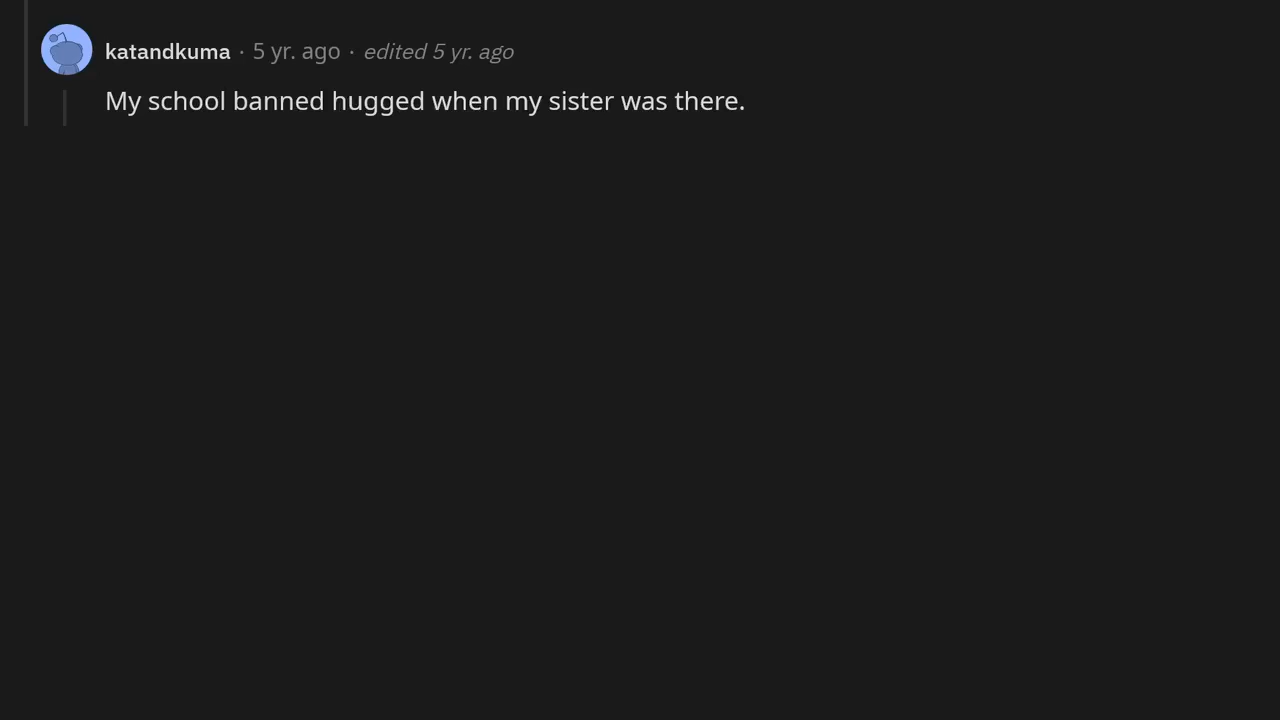 katandkuma · 5 yr. ago · edited 5 yr. ago
My school banned hugged when my sister was there.